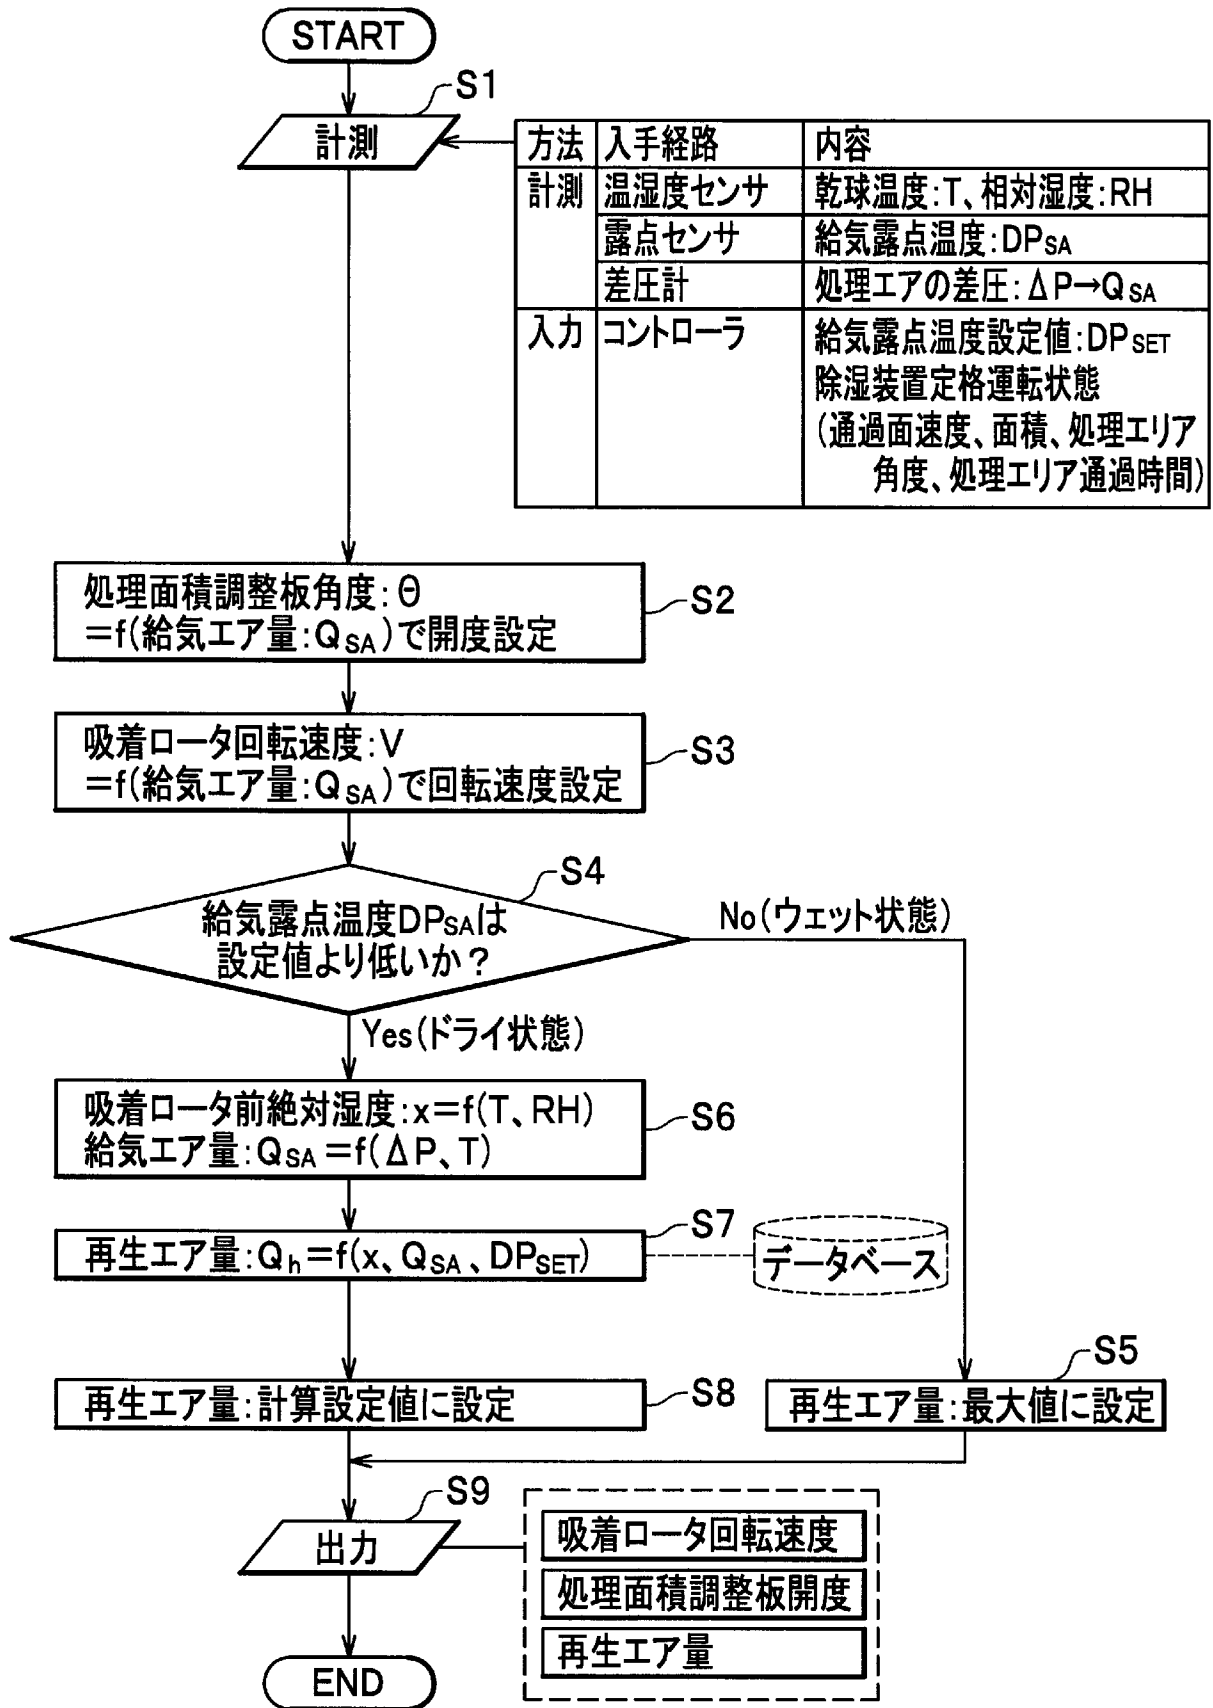 START
S1
計測
方法 入手経路 内容
計測 温湿度センサ 乾球温度:T、相対湿度:RH
露点センサ 給気露点温度:DPSA
差圧計 処理エアの差圧:ΔP→QSA
入力 コントローラ 給気露点温度設定値:DPSET
除湿装置定格運転状態
(通過面速度、面積、処理エリア
角度、処理エリア通過時間)
処理面積調整板角度:Θ
=f(給気エア量:QSA)で開度設定
S2
吸着ロータ回転速度:V
=f(給気エア量:QSA)で回転速度設定
S3
S4
給気露点温度DPSAは
設定値より低いか?
No(ウェット状態)
Yes(ドライ状態)
吸着ロータ前絶対湿度:x=f(T、RH)
給気エア量:QSA=f(ΔP、T)
S6
再生エア量:Qh=f(x、QSA、DPSET)
S7
データベース
S5
再生エア量:計算設定値に設定
S8
再生エア量:最大値に設定
S9
出力
吸着ロータ回転速度
処理面積調整板開度
再生エア量
END